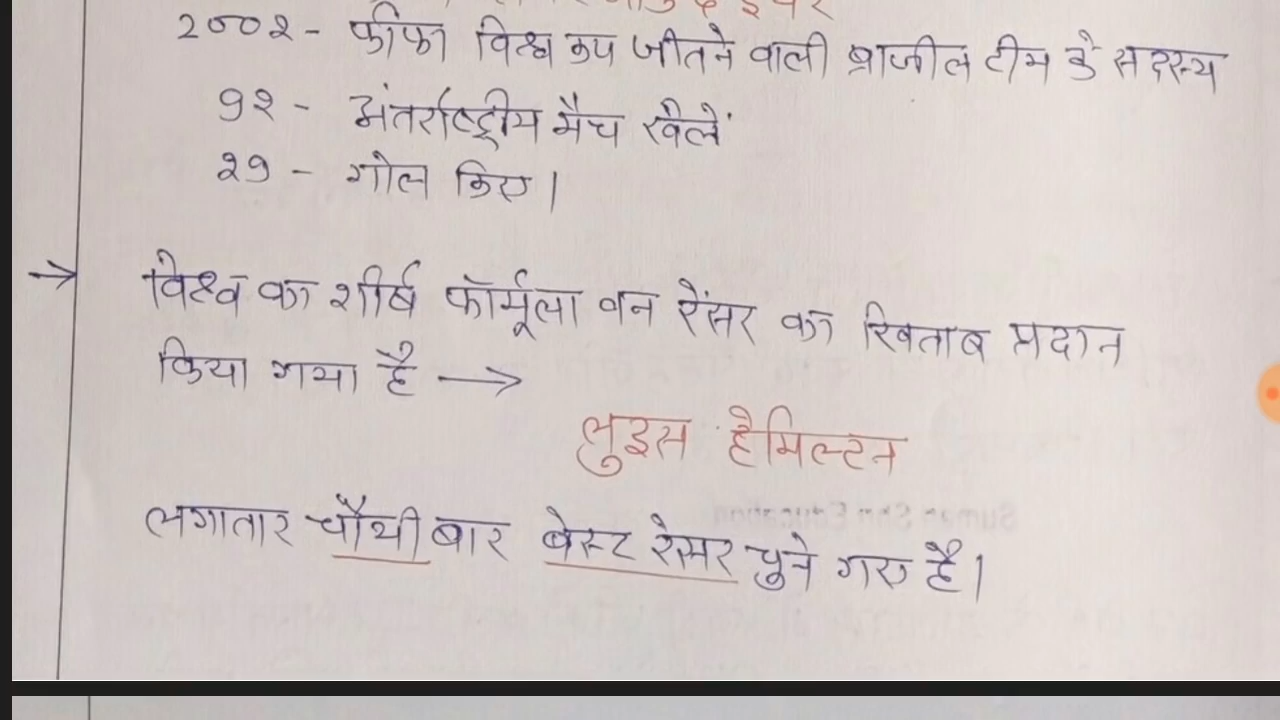 2002 - फीफा विश्व कप जीतने वाली ब्राजील टीम के सदस्य
92 - अंतर्राष्ट्रीय मैच खैलें
29 - गोल किए।
→ विश्व का शीर्ष फॉर्मूला वन रेंसर का खिताब प्रदान
किया गया है →
लुइस हैमिल्टन
लगातार चौथी बार बेस्ट रेसर चुने गए है।